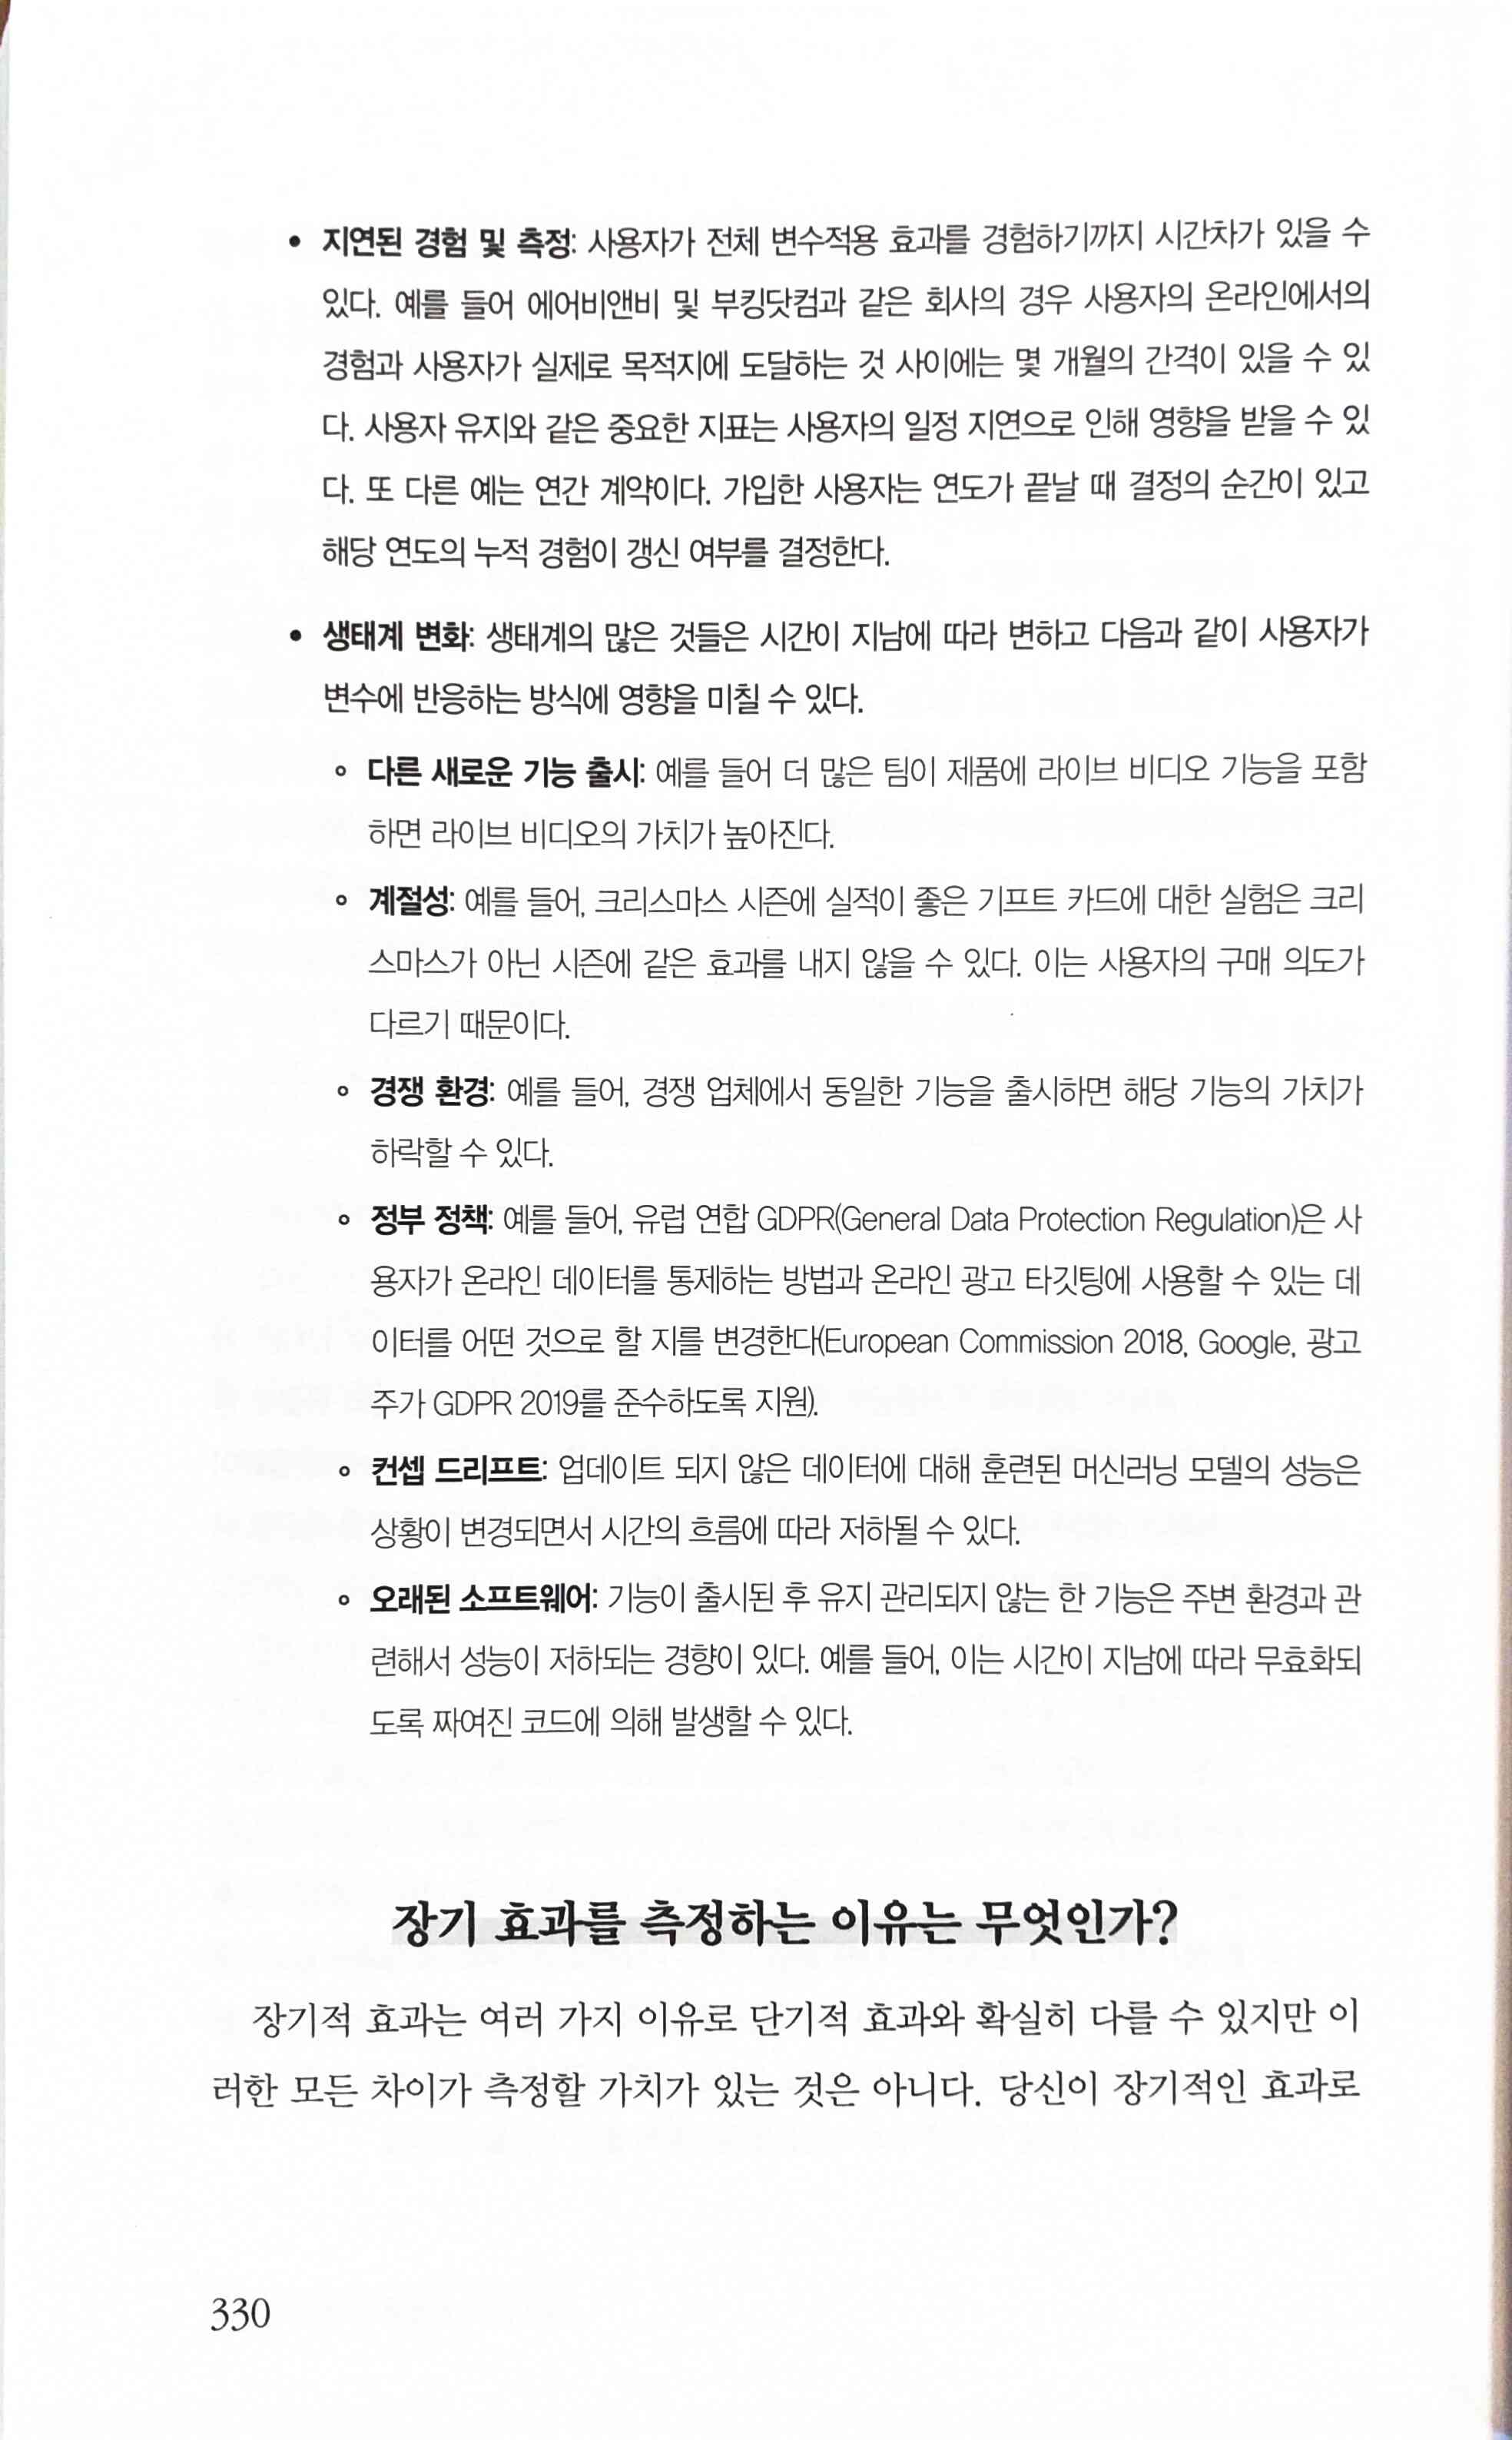 • 지연된 경험 및 측정: 사용자가 전체 변수적용 효과를 경험하기까지 시간차가 있을 수
있다. 예를 들어 에어비앤비 및 부킹닷컴과 같은 회사의 경우 사용자의 온라인에서의
경험과 사용자가 실제로 목적지에 도달하는 것 사이에는 몇 개월의 간격이 있을 수 있
다. 사용자 유지와 같은 중요한 지표는 사용자의 일정 지연으로 인해 영향을 받을 수 있
다. 또 다른 예는 연간 계약이다. 가입한 사용자는 연도가 끝날 때 결정의 순간이 있고
해당 연도의 누적 경험이 갱신 여부를 결정한다.
• 생태계 변화: 생태계의 많은 것들은 시간이 지남에 따라 변하고 다음과 같이 사용자가
변수에 반응하는 방식에 영향을 미칠 수 있다.
◦ 다른 새로운 기능 출시: 예를 들어 더 많은 팀이 제품에 라이브 비디오 기능을 포함
하면 라이브 비디오의 가치가 높아진다.
◦ 계절성: 예를 들어, 크리스마스 시즌에 실적이 좋은 기프트 카드에 대한 실험은 크리
스마스가 아닌 시즌에 같은 효과를 내지 않을 수 있다. 이는 사용자의 구매 의도가
다르기 때문이다.
◦ 경쟁 환경: 예를 들어, 경쟁 업체에서 동일한 기능을 출시하면 해당 기능의 가치가
하락할 수 있다.
◦ 정부 정책: 예를 들어, 유럽 연합 GDPR(General Data Protection Regulation)은 사
용자가 온라인 데이터를 통제하는 방법과 온라인 광고 타깃팅에 사용할 수 있는 데
이터를 어떤 것으로 할 지를 변경한다(European Commission 2018, Google, 광고
주가 GDPR 2019를 준수하도록 지원).
◦ 컨셉 드리프트: 업데이트 되지 않은 데이터에 대해 훈련된 머신러닝 모델의 성능은
상황이 변경되면서 시간의 흐름에 따라 저하될 수 있다.
◦ 오래된 소프트웨어: 기능이 출시된 후 유지 관리되지 않는 한 기능은 주변 환경과 관
련해서 성능이 저하되는 경향이 있다. 예를 들어, 이는 시간이 지남에 따라 무효화되
도록 짜여진 코드에 의해 발생할 수 있다.
장기 효과를 측정하는 이유는 무엇인가?
장기적 효과는 여러 가지 이유로 단기적 효과와 확실히 다를 수 있지만 이
러한 모든 차이가 측정할 가치가 있는 것은 아니다. 당신이 장기적인 효과로
330